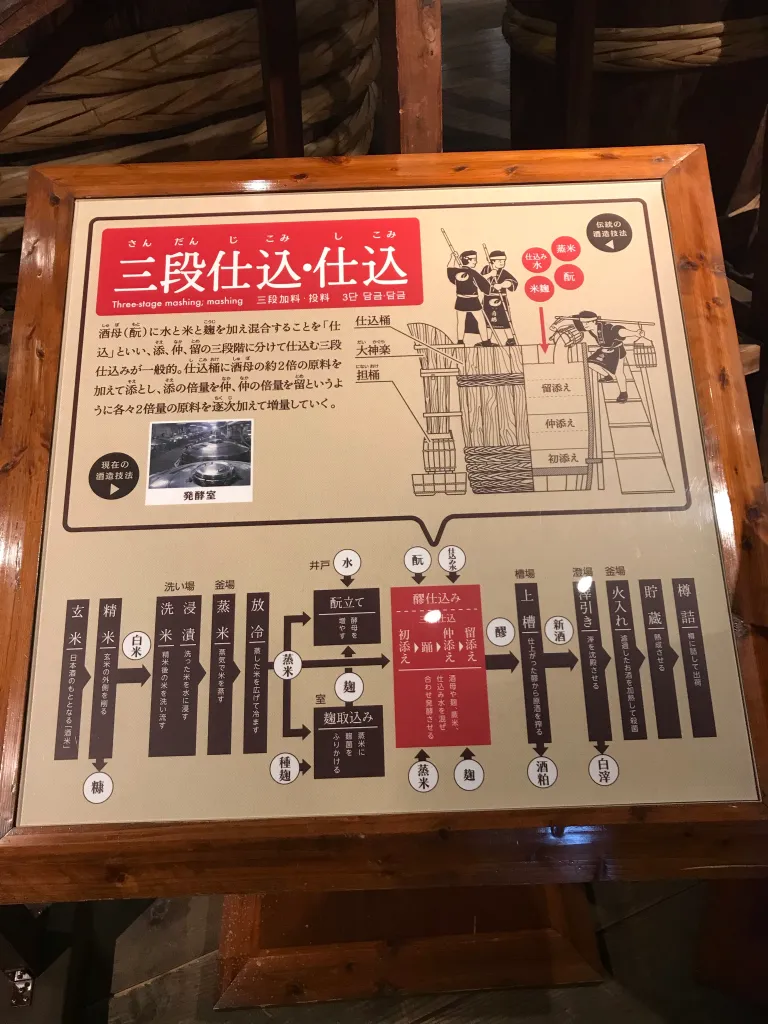 さん だん じ こみ し こみ
三段仕込・仕込
Three-stage mashing; mashing 三段加料・投料 3단 담금·담금
酒母(酛)に水と米と麹を加え混合することを「仕
込」といい、添、仲、留の三段階に分けて仕込む三段
仕込みが一般的。仕込桶に酒母の約2倍の原料を
加えて添とし、添の倍量を仲、仲の倍量を留というよ
うに各々2倍量の原料を逐次加えて増量していく。
現在の
酒造技法
発酵室
伝統の
酒造技法
仕込み
水
蒸米
酛
米麹
仕込桶
だい かぐら
大神楽
にない おけ
担桶
留添え
仲添え
初添え
玄米
日本酒のもととなる「酒米」
精米
玄米の外側を削る
糠
白米
洗い場
洗米
精米後の米を洗い流す
浸漬
洗った米を水に浸す
釜場
蒸米
蒸気で米を蒸す
放冷
蒸した米を広げて冷ます
蒸米
井戸
水
酛立て
酵母を
増やす
麹
室
麹取込み
蒸米に
麹菌を
ふりかける
種麹
酛
仕込み水
醪仕込み
初添え
踊
仲添え
留添え
酒母や麹、蒸米、
仕込み水を混ぜ
合わせ発酵させる
蒸米
麹
醪
槽場
上槽
仕上がった醪から原酒を搾る
酒粕
新酒
澄場
滓引き
滓を沈殿させる
白滓
釜場
火入れ
濾過したお酒を加熱して殺菌
貯蔵
熟成させる
樽詰
樽に詰して出荷